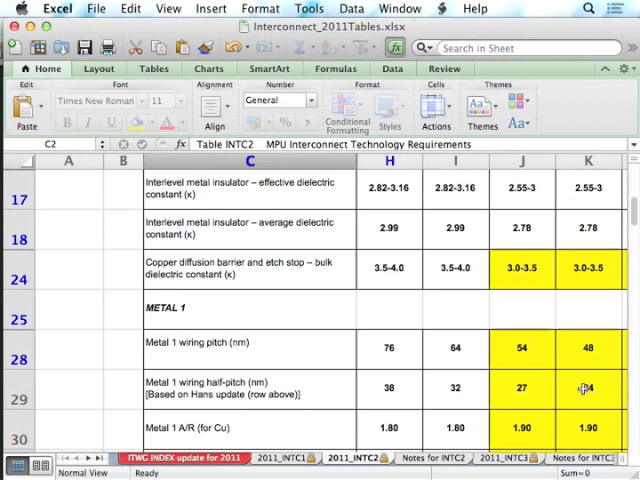 Excel File Edit View Insert Format Tools Data Window Help
Interconnect_2011Tables.xlsx
Search in Sheet
Home Layout Tables Charts SmartArt Formulas Data Review
Edit Font Alignment Number Format Cells Themes
Times New Roman 11 General
B I U A %
Paste Align Conditional Formatting Styles Actions Themes Aa
C2 fx Table INTC2 MPU Interconnect Technology Requirements
A B C H I J K
17 Interlevel metal insulator – effective dielectric constant (κ) 2.82-3.16 2.82-3.16 2.55-3 2.55-3
18 Interlevel metal insulator – average dielectric constant (κ) 2.99 2.99 2.78 2.78
24 Copper diffusion barrier and etch stop – bulk dielectric constant (κ) 3.5-4.0 3.5-4.0 3.0-3.5 3.0-3.5
25 METAL 1
28 Metal 1 wiring pitch (nm) 76 64 54 48
29 Metal 1 wiring half-pitch (nm) [Based on Hans update (row above)] 38 32 27
30 Metal 1 A/R (for Cu) 1.80 1.80 1.90 1.90
ITWG INDEX update for 2011 2011_INTC1 2011_INTC2 Notes for INTC2 2011_INTC3 Notes for INTC3
Normal View Ready Sum=0